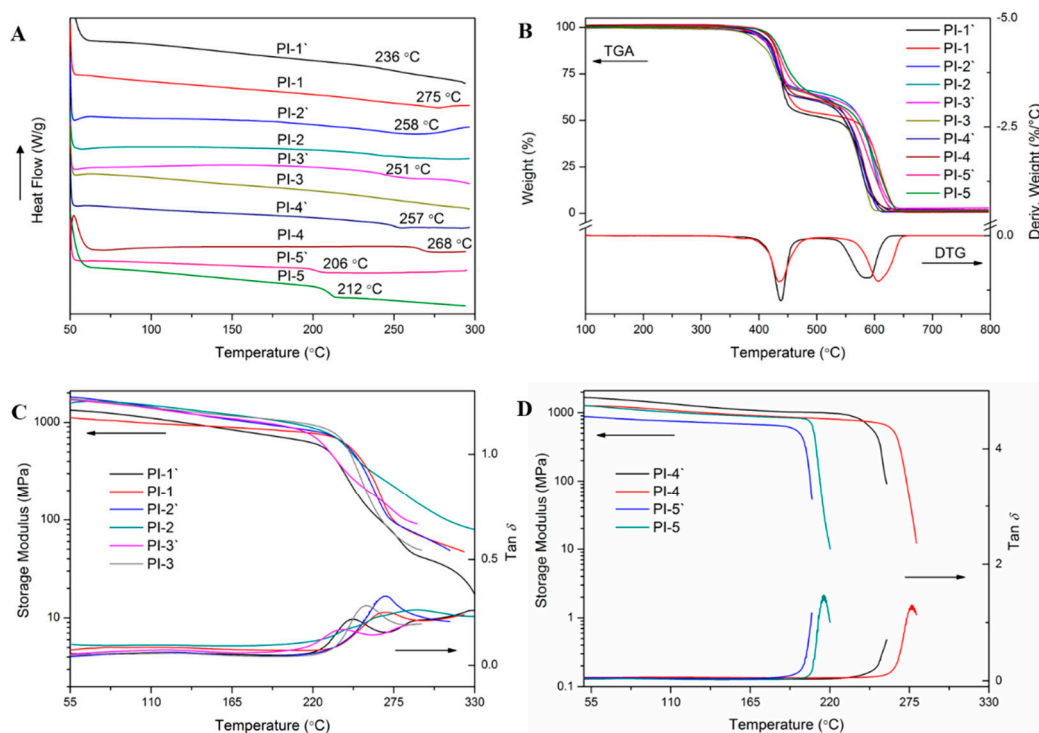 A
PI-1`
236 °C
PI-1
275 °C
PI-2`
258 °C
PI-2
PI-3`
251 °C
PI-3
PI-4`
257 °C
PI-4
268 °C
PI-5`
206 °C
PI-5
212 °C
Heat Flow (W/g)
50 100 150 200 250 300
Temperature (°C)
B
TGA
PI-1`
PI-1
PI-2`
PI-2
PI-3`
PI-3
PI-4`
PI-4
PI-5`
PI-5
DTG
100
75
50
25
0
Weight (%)
-5.0
-2.5
0.0
Deriv. Weight (%/°C)
100 200 300 400 500 600 700 800
Temperature (°C)
C
1000
100
10
Storage Modulus (MPa)
PI-1`
PI-1
PI-2`
PI-2
PI-3`
PI-3
1.0
0.5
0.0
Tan δ
55 110 165 220 275 330
Temperature (°C)
D
1000
100
10
1
0.1
Storage Modulus (MPa)
PI-4`
PI-4
PI-5`
PI-5
4
2
0
Tan δ
55 110 165 220 275 330
Temperature (°C)